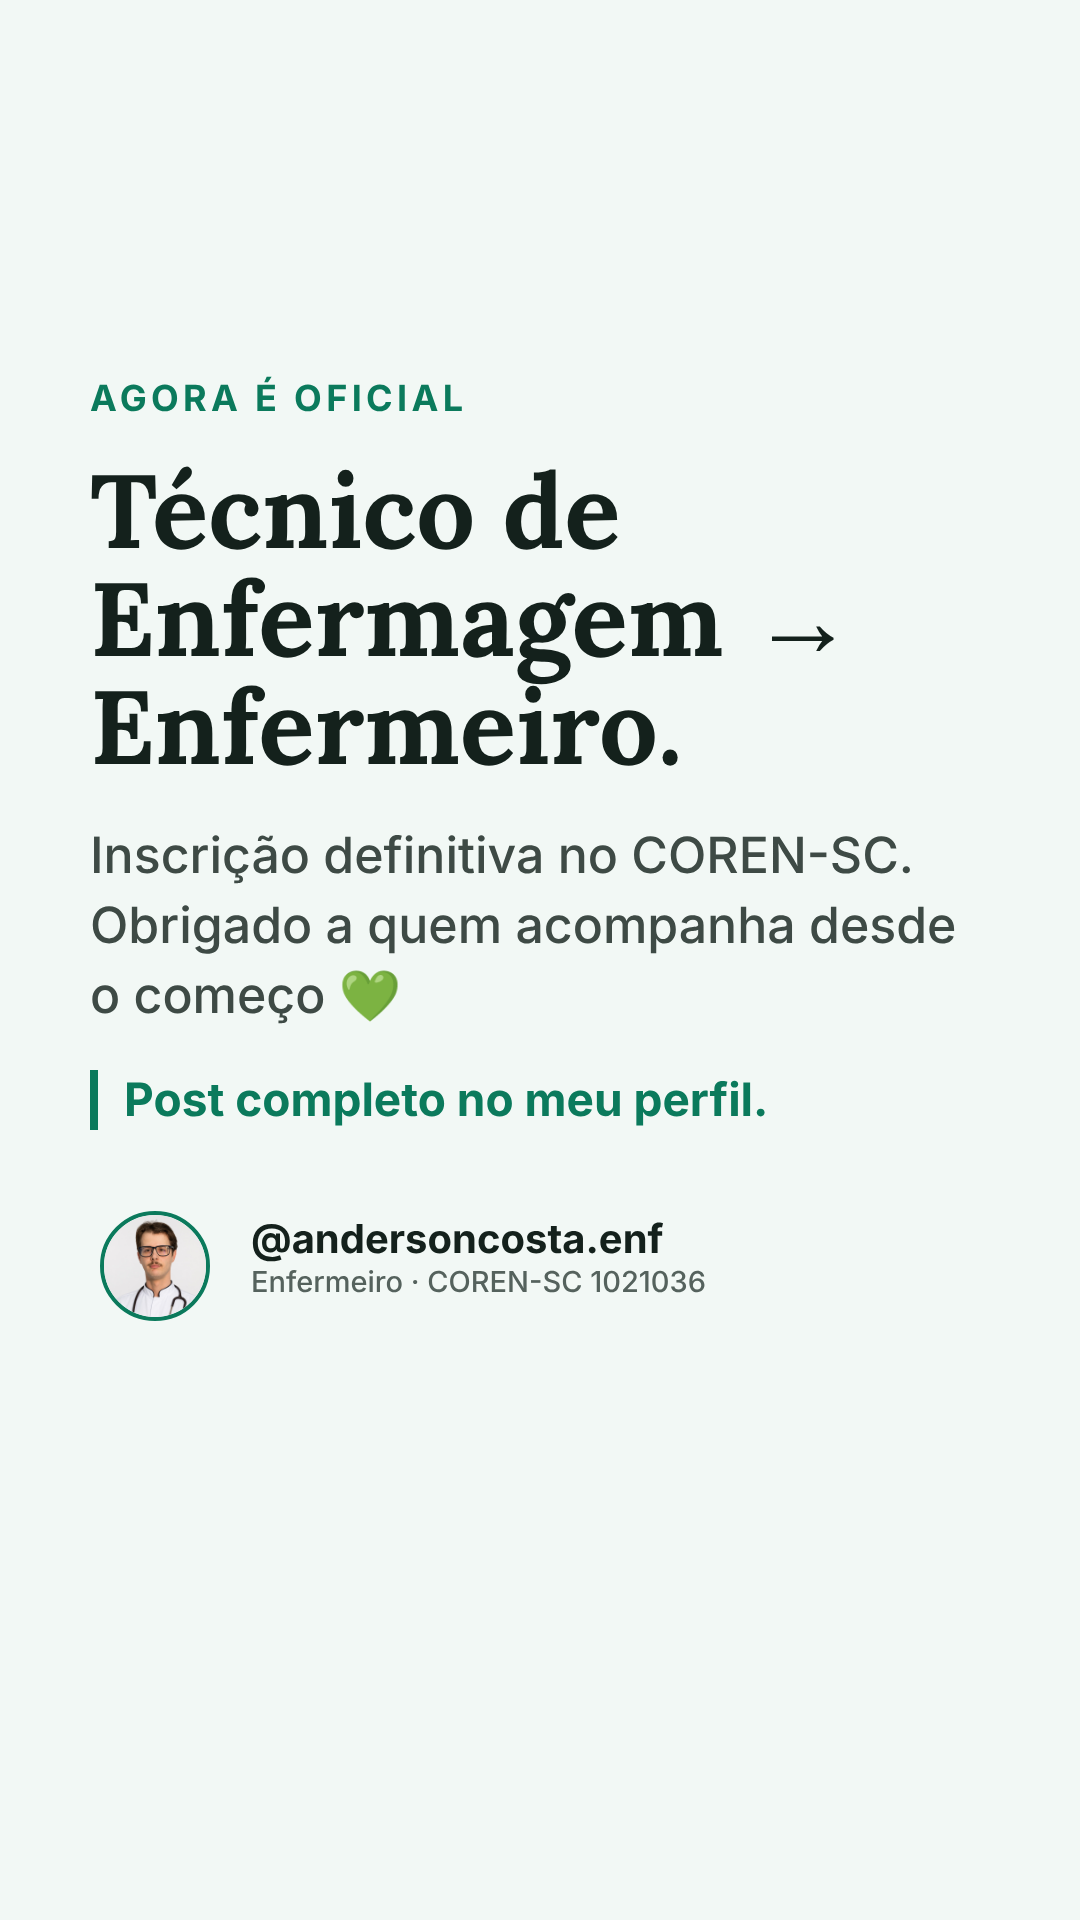 AGORA É OFICIAL
Técnico de
Enfermagem →
Enfermeiro.
Inscrição definitiva no COREN-SC.
Obrigado a quem acompanha desde
o começo 💚
Post completo no meu perfil.
@andersoncosta.enf
Enfermeiro · COREN-SC 1021036